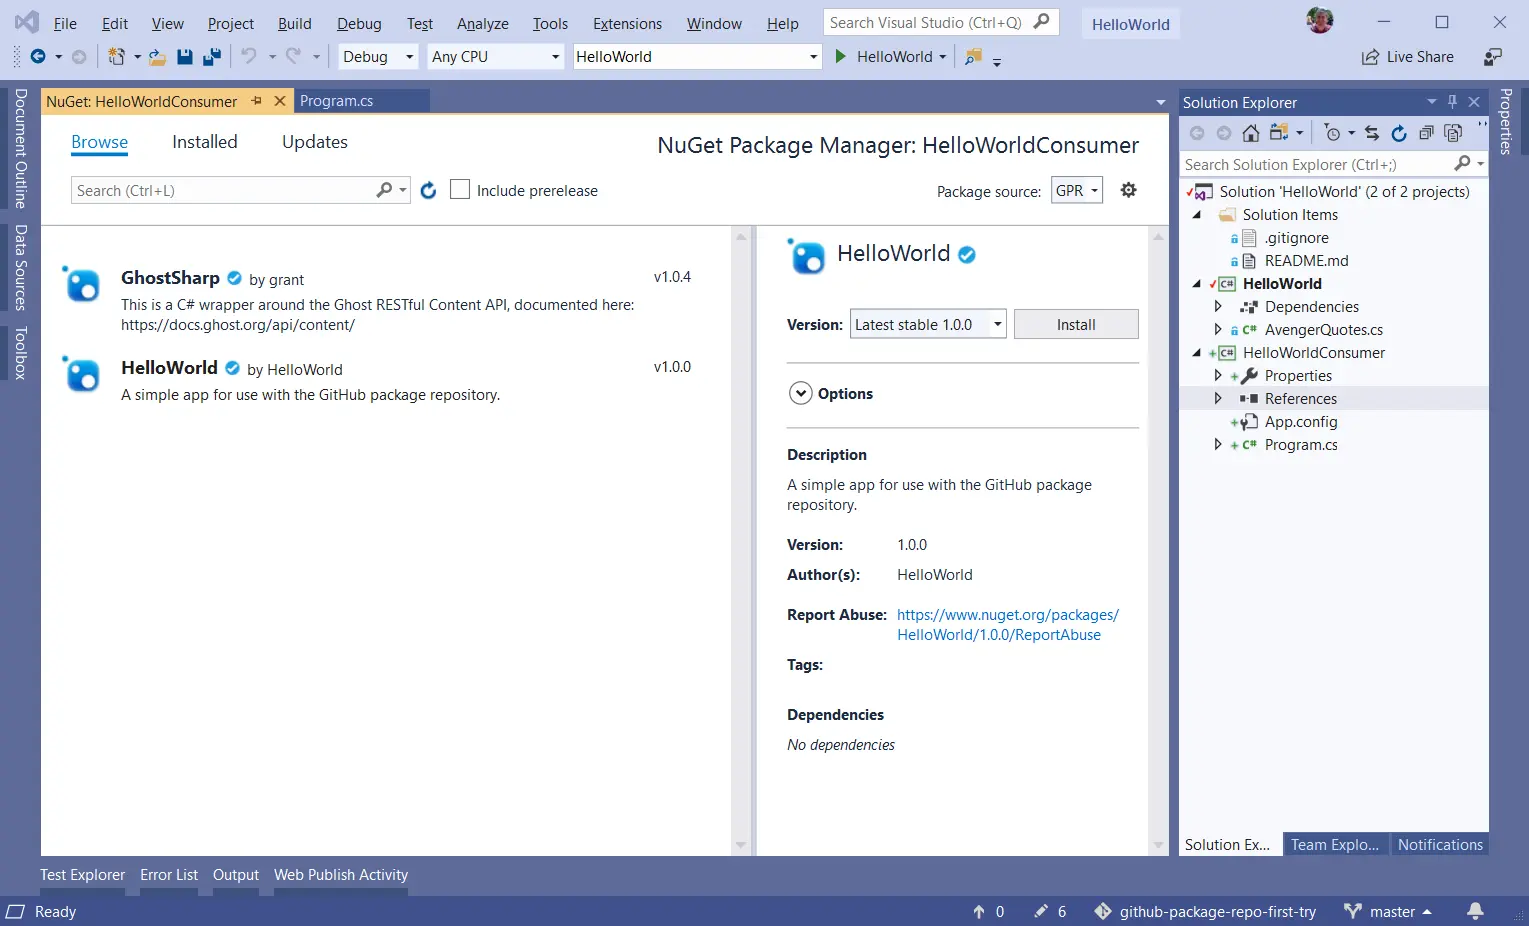 File Edit View Project Build Debug Test Analyze Tools Extensions Window Help Search Visual Studio (Ctrl+Q) HelloWorld
Debug Any CPU HelloWorld HelloWorld Live Share
Document Outline
Data Sources
Toolbox
NuGet: HelloWorldConsumer Program.cs
Browse Installed Updates
NuGet Package Manager: HelloWorldConsumer
Search (Ctrl+L) Include prerelease
Package source: GPR
GhostSharp by grant v1.0.4
This is a C# wrapper around the Ghost RESTful Content API, documented here:
https://docs.ghost.org/api/content/
HelloWorld by HelloWorld v1.0.0
A simple app for use with the GitHub package repository.
HelloWorld
Version: Latest stable 1.0.0 Install
Options
Description
A simple app for use with the GitHub package
repository.
Version: 1.0.0
Author(s): HelloWorld
Report Abuse: https://www.nuget.org/packages/
HelloWorld/1.0.0/ReportAbuse
Tags:
Dependencies
No dependencies
Solution Explorer
Search Solution Explorer (Ctrl+;)
Solution 'HelloWorld' (2 of 2 projects)
Solution Items
.gitignore
README.md
C# HelloWorld
Dependencies
C# AvengerQuotes.cs
C# HelloWorldConsumer
Properties
References
App.config
C# Program.cs
Solution Ex... Team Explo... Notifications
Properties
Test Explorer Error List Output Web Publish Activity
Ready 0 6 github-package-repo-first-try master